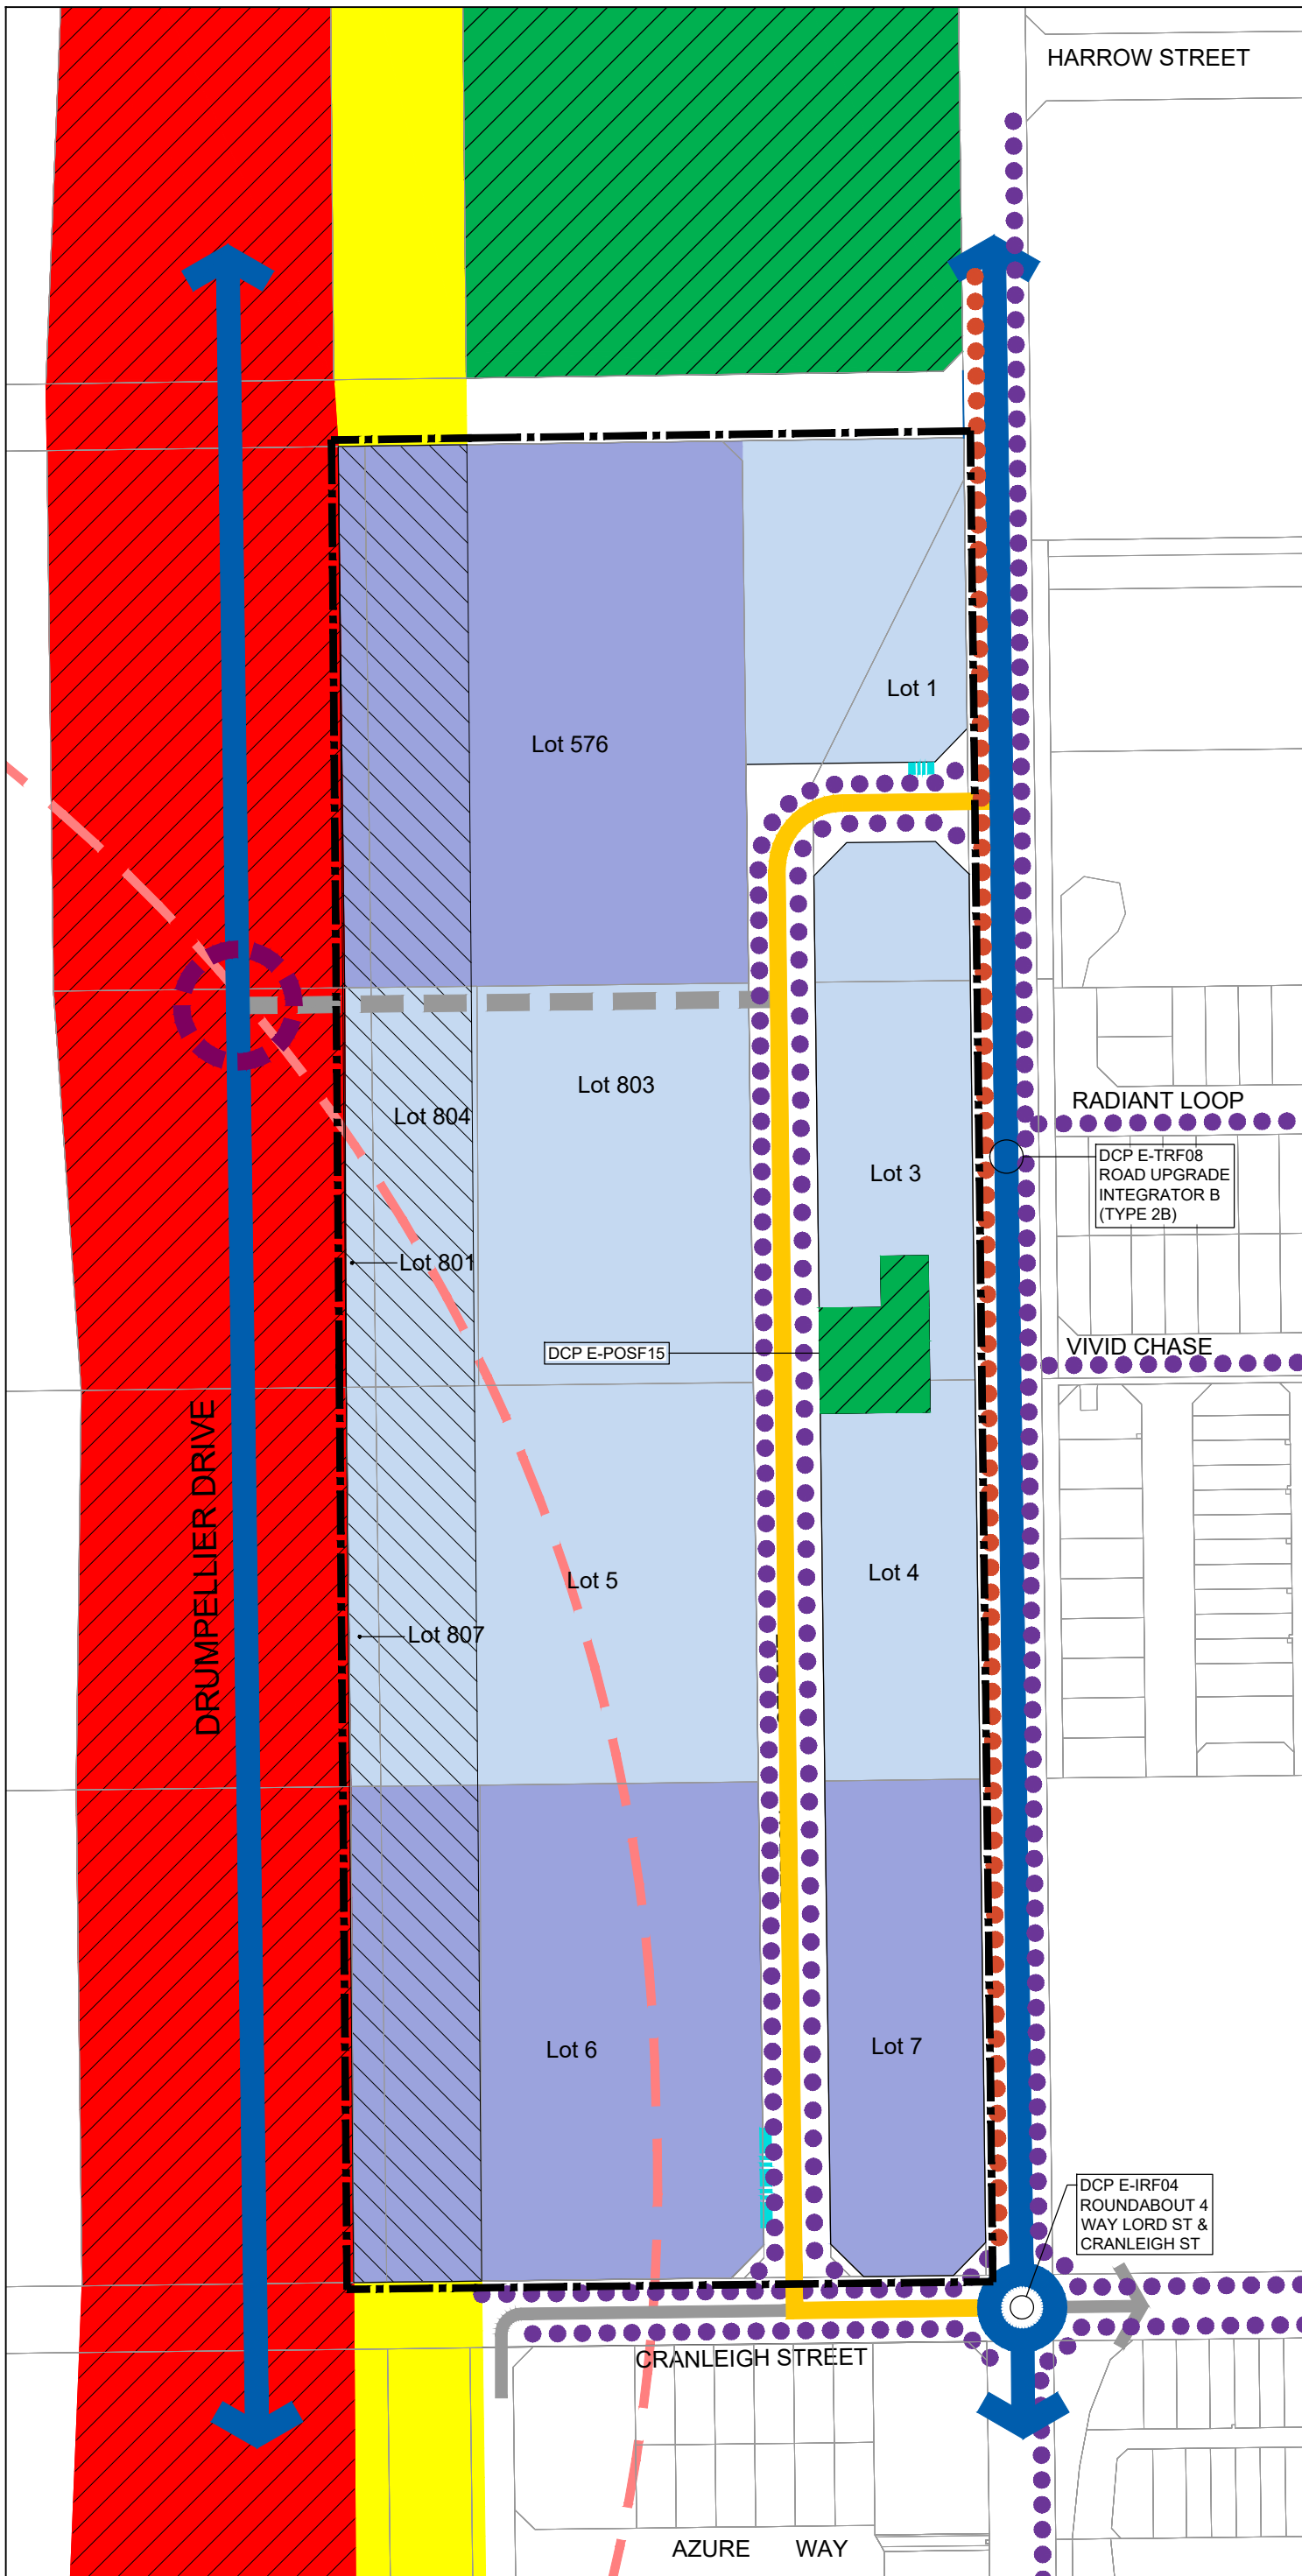 HARROW STREET
Lot 1
Lot 576
Lot 803
RADIANT LOOP
Lot 804
DCP E-TRF08
ROAD UPGRADE
INTEGRATOR B
(TYPE 2B)
Lot 3
Lot 801
VIVID CHASE
DCP E-POSF15
DRUMPELLIER DRIVE
Lot 4
Lot 5
Lot 807
Lot 6
Lot 7
DCP E-IRF04
ROUNDABOUT 4
WAY LORD ST &
CRANLEIGH ST
CRANLEIGH STREET
AZURE WAY